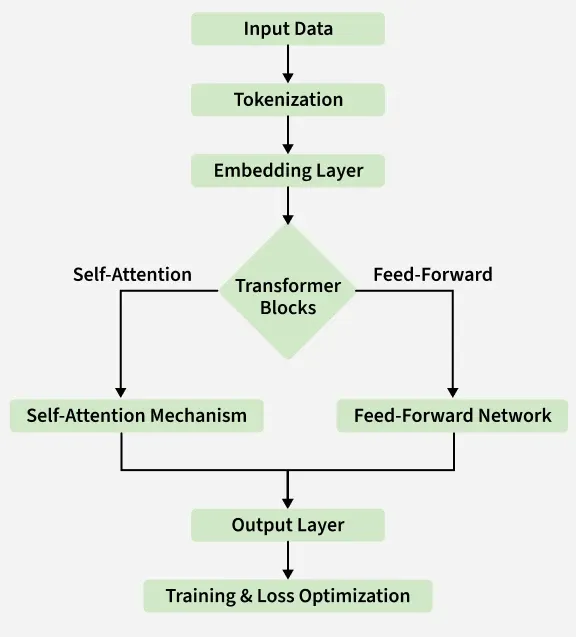 Input Data
Tokenization
Embedding Layer
Self-Attention
Feed-Forward
Transformer
Blocks
Self-Attention Mechanism
Feed-Forward Network
Output Layer
Training & Loss Optimization